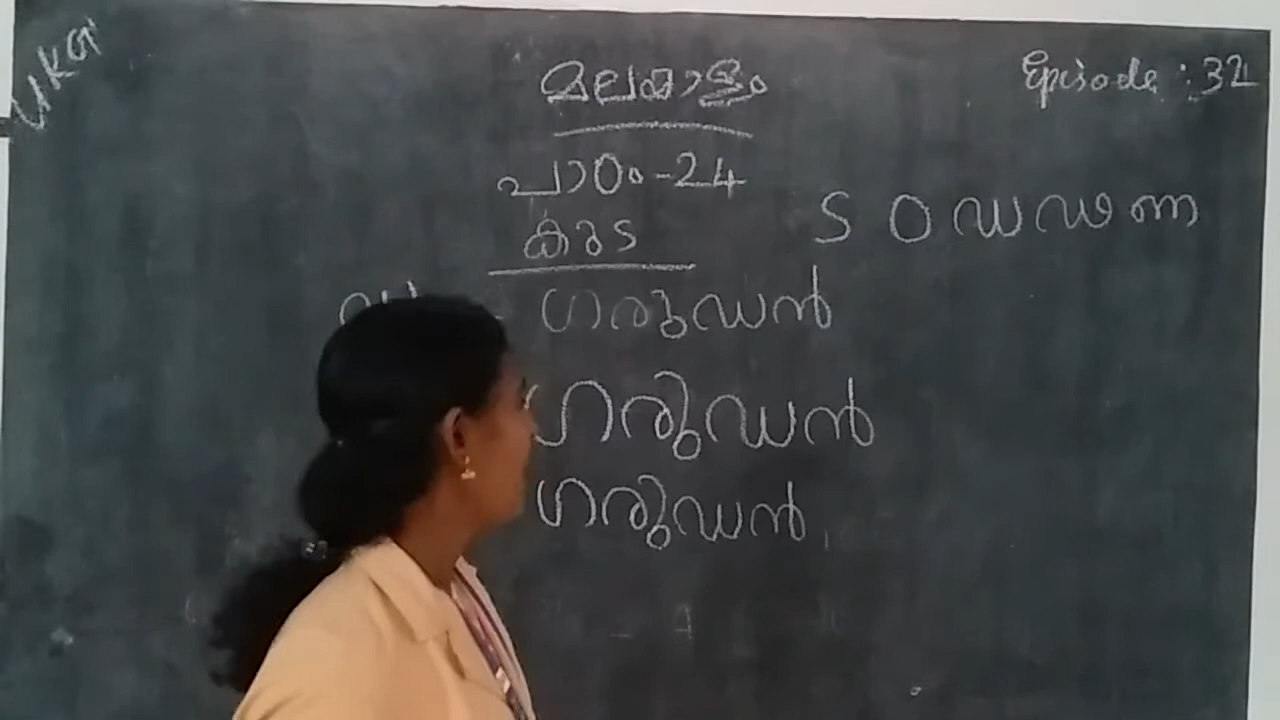 UKG
മലയാളം
Episode : 32
പാഠം-24
ട ഠ ഡ ഢ ണ
കുട
ഡ - ഗരുഡൻ
ഗരുഡൻ
ഗരുഡൻ